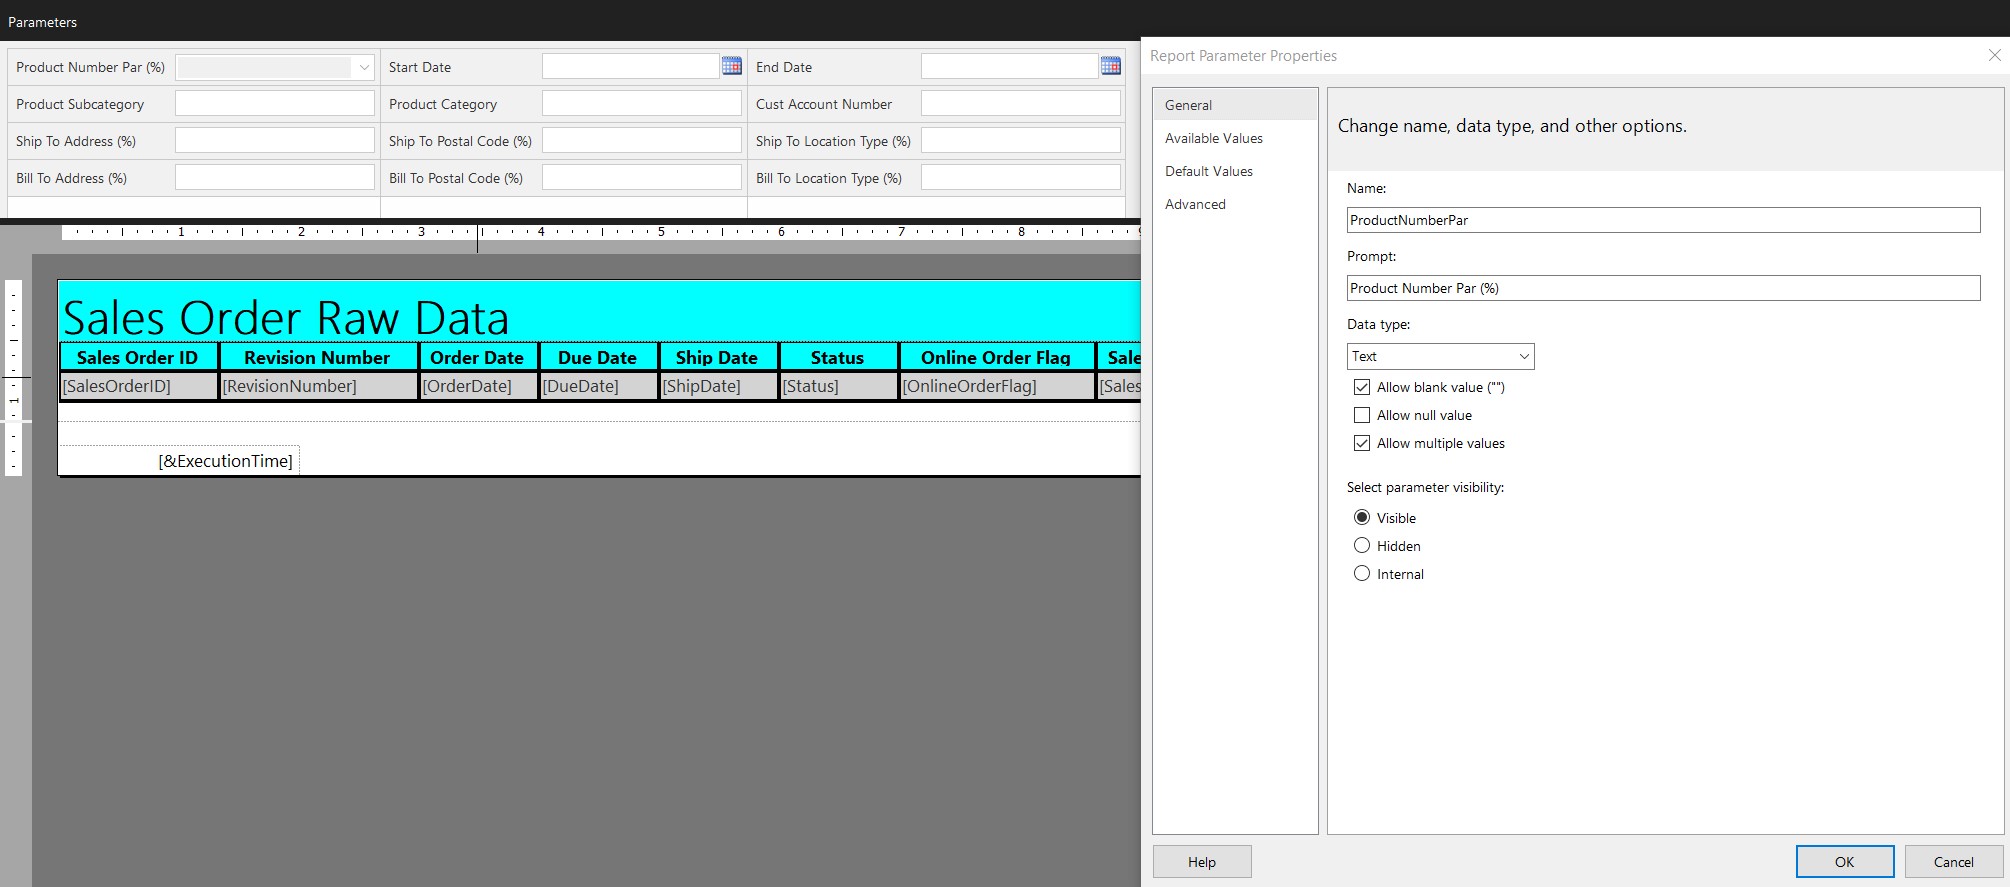 Parameters
Product Number Par (%) Start Date End Date
Product Subcategory Product Category Cust Account Number
Ship To Address (%) Ship To Postal Code (%) Ship To Location Type (%)
Bill To Address (%) Bill To Postal Code (%) Bill To Location Type (%)
1 2 3 4 5 6 7 8
Sales Order Raw Data
Sales Order ID Revision Number Order Date Due Date Ship Date Status Online Order Flag Sale
[SalesOrderID] [RevisionNumber] [OrderDate] [DueDate] [ShipDate] [Status] [OnlineOrderFlag] [Sales
1
[&ExecutionTime]
Report Parameter Properties
General
Available Values
Default Values
Advanced
Change name, data type, and other options.
Name:
ProductNumberPar
Prompt:
Product Number Par (%)
Data type:
Text
Allow blank value ("")
Allow null value
Allow multiple values
Select parameter visibility:
Visible
Hidden
Internal
Help OK Cancel